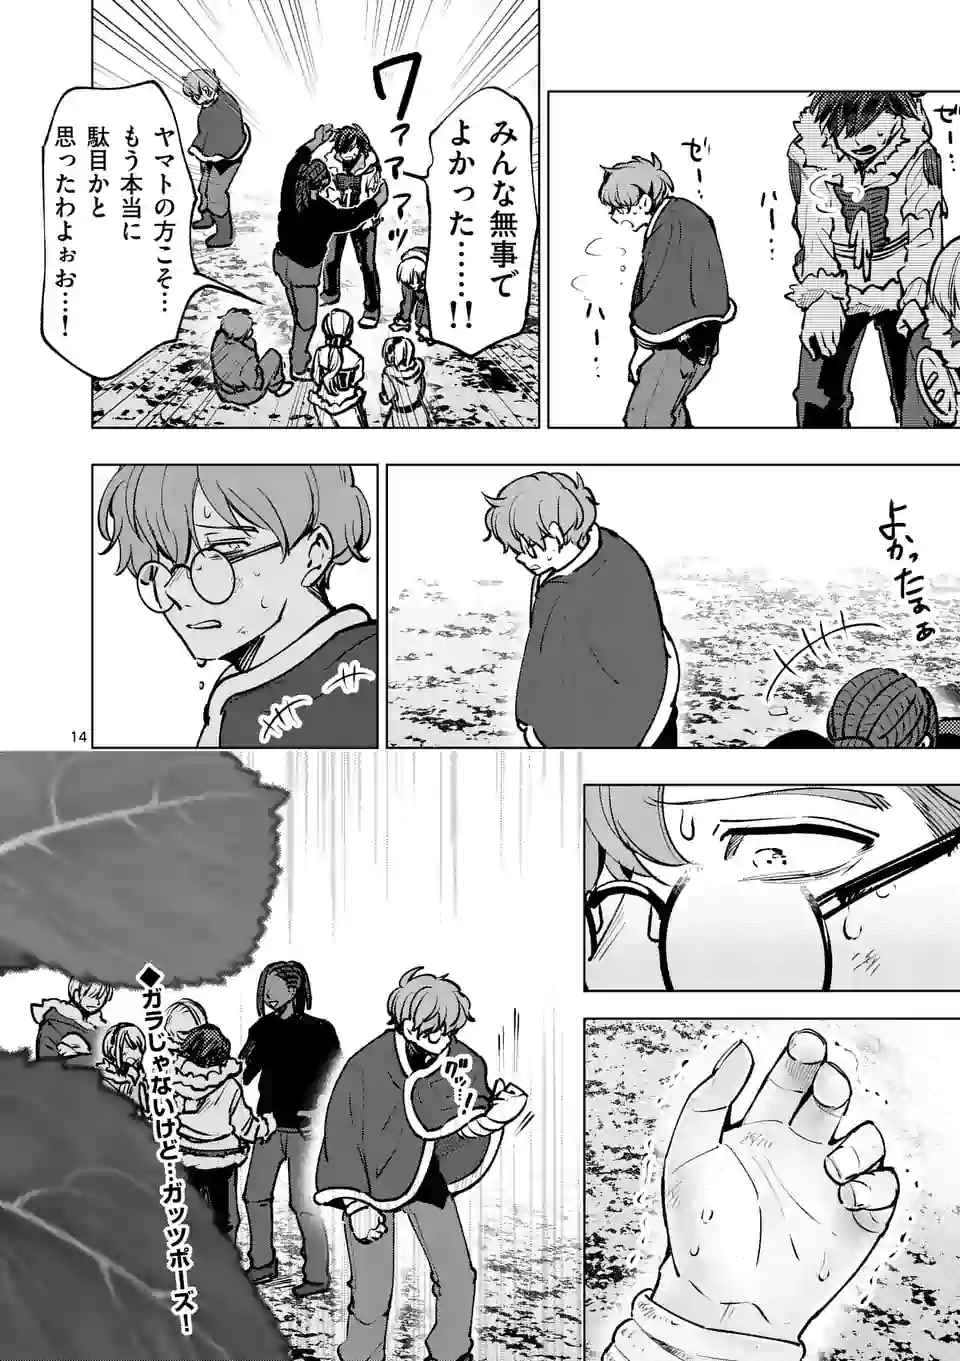 ゼー…
ハー…
ゼー…
ハー…
みんな無事で
よかった………!!
ワァァァァッ
ヤマトの方こそ…
もう本当に
駄目かと
思ったわよぉお…!
よかったなぁ
14
グッ…!
◆ガラじゃないけど…ガッツポーズ!